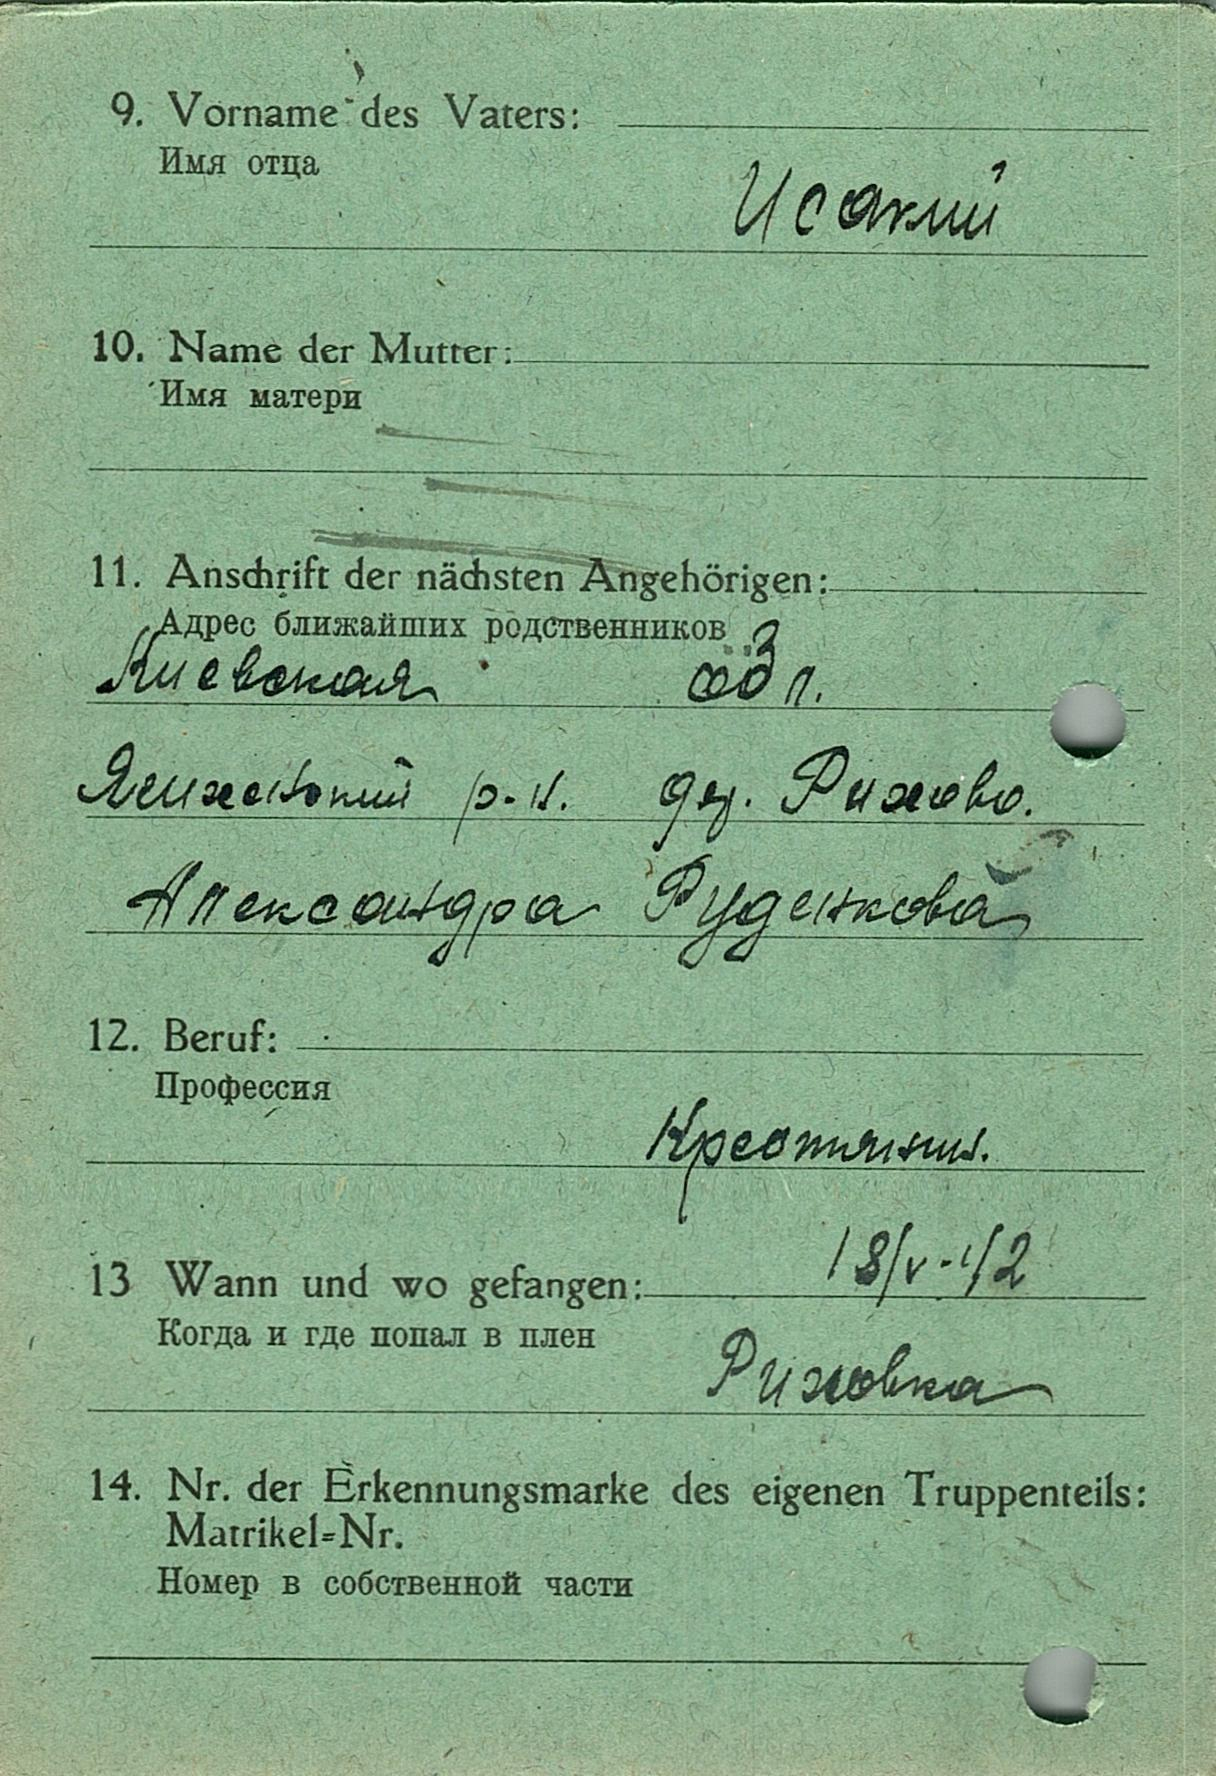 9. Vorname des Vaters:
Имя отца
Исакий
10. Name der Mutter:
Имя матери
11. Anschrift der nächsten Angehörigen:
Адрес ближайших родственников
Киевская обл.
р-н. дер. Рижово.
Александра Руденкова
12. Beruf:
Профессия
Крестянин.
13 Wann und wo gefangen:
18/V-42
Когда и где попал в плен
Рижовка
14. Nr. der Erkennungsmarke des eigenen Truppenteils:
Matrikel=Nr.
Номер в собственной части